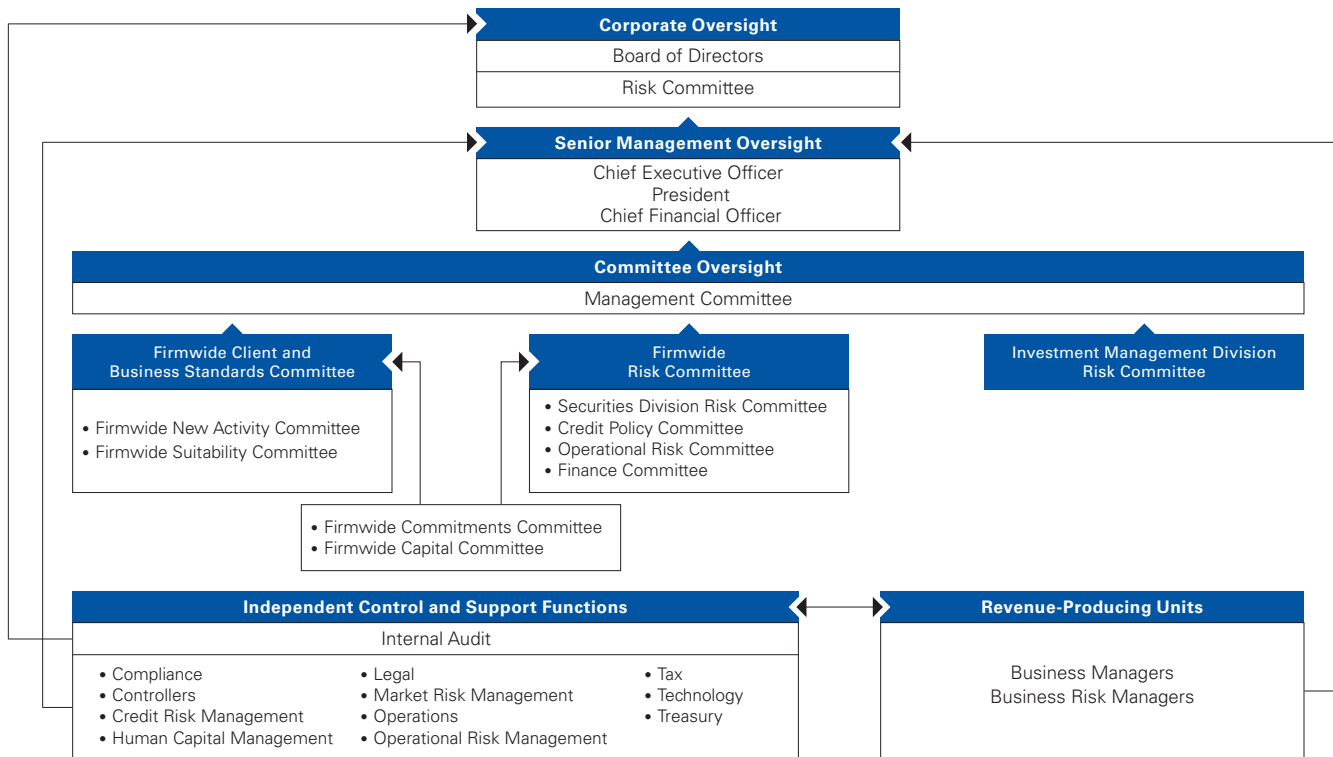 Corporate Oversight
Board of Directors
Risk Committee
Senior Management Oversight
Chief Executive Officer
President
Chief Financial Officer
Committee Oversight
Management Committee
Firmwide Client and
Business Standards Committee
• Firmwide New Activity Committee
• Firmwide Suitability Committee
Firmwide
Risk Committee
• Securities Division Risk Committee
• Credit Policy Committee
• Operational Risk Committee
• Finance Committee
Investment Management Division
Risk Committee
• Firmwide Commitments Committee
• Firmwide Capital Committee
Independent Control and Support Functions
Internal Audit
• Compliance
• Controllers
• Credit Risk Management
• Human Capital Management
• Legal
• Market Risk Management
• Operations
• Operational Risk Management
• Tax
• Technology
• Treasury
Revenue-Producing Units
Business Managers
Business Risk Managers